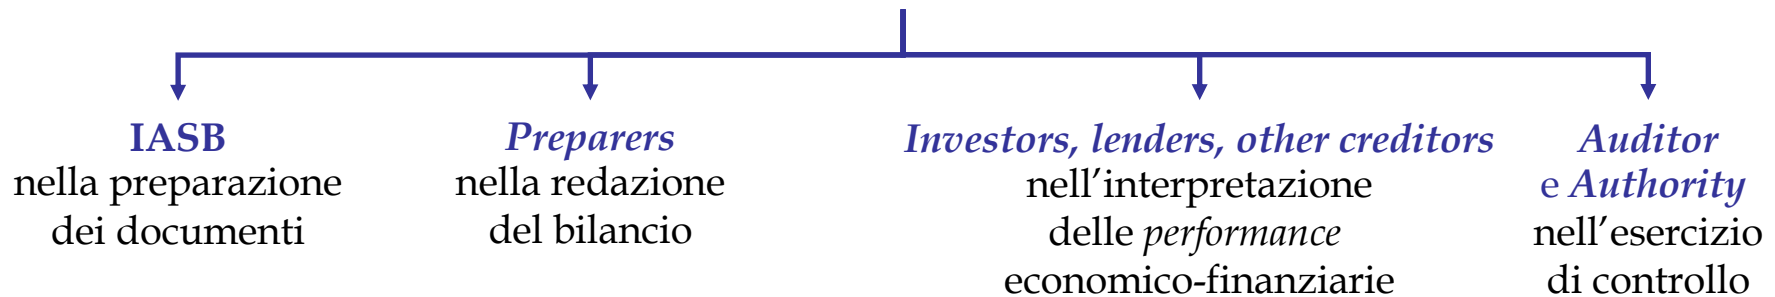 IASB
nella preparazione
dei documenti
Preparers
nella redazione
del bilancio
Investors, lenders, other creditors
nell’interpretazione
delle performance
economico-finanziarie
Auditor
e Authority
nell’esercizio
di controllo